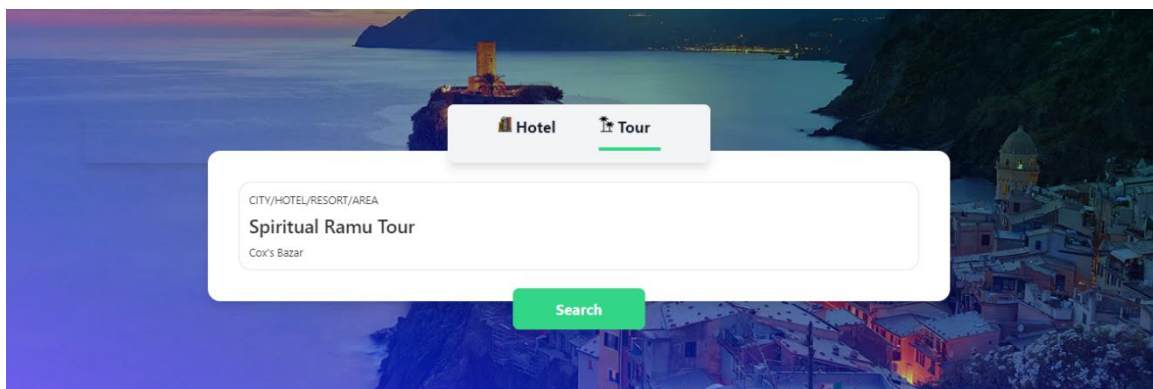 Hotel
Tour
CITY/HOTEL/RESORT/AREA
Spiritual Ramu Tour
Cox's Bazar
Search